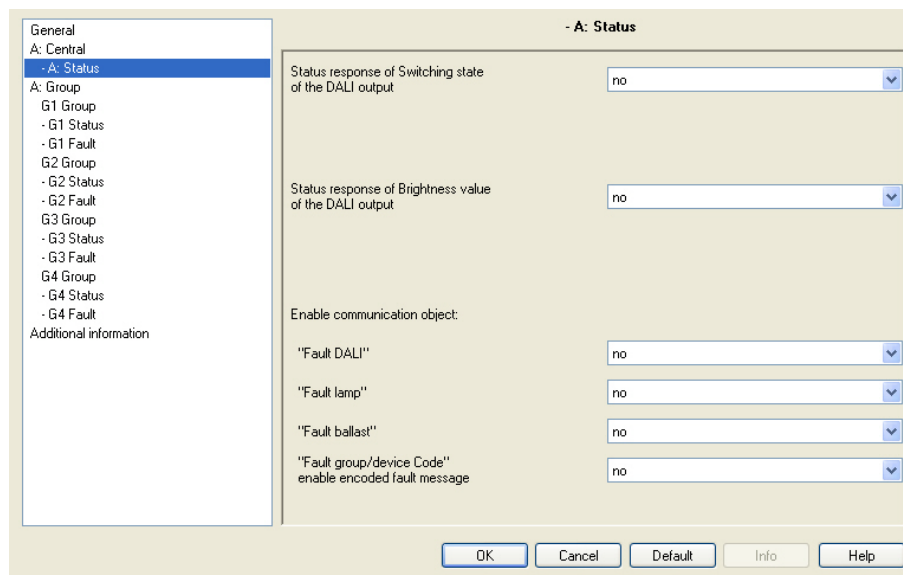 General
A: Central
- A: Status
A: Group
G1 Group
- G1 Status
- G1 Fault
G2 Group
- G2 Status
- G2 Fault
G3 Group
- G3 Status
- G3 Fault
G4 Group
- G4 Status
- G4 Fault
Additional information
- A: Status
Status response of Switching state
of the DALI output
no
Status response of Brightness value
of the DALI output
no
Enable communication object:
"Fault DALI"
no
"Fault lamp"
no
"Fault ballast"
no
"Fault group/device Code"
enable encoded fault message
no
OK
Cancel
Default
Info
Help